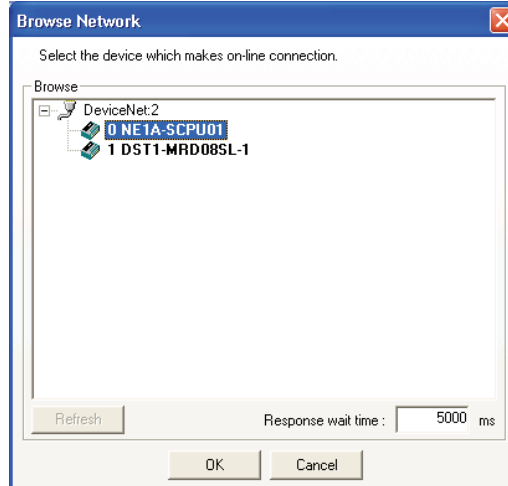 Browse Network
Select the device which makes on-line connection.
Browse
DeviceNet:2
0 NE1A-SCPU01
1 DST1-MRD08SL-1
Refresh Response wait time : 5000 ms
OK Cancel